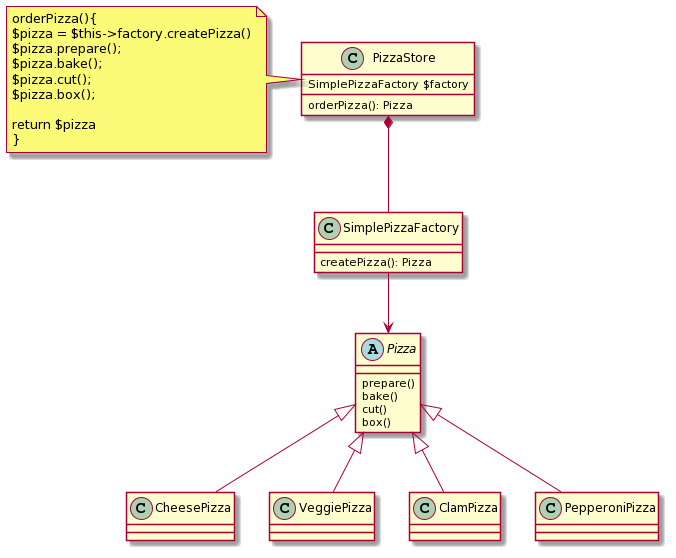 orderPizza(){
$pizza = $this->factory.createPizza()
$pizza.prepare();
$pizza.bake();
$pizza.cut();
$pizza.box();
return $pizza
}
C PizzaStore
SimplePizzaFactory $factory
orderPizza(): Pizza
C SimplePizzaFactory
createPizza(): Pizza
A Pizza
prepare()
bake()
cut()
box()
C CheesePizza
C VeggiePizza
C ClamPizza
C PepperoniPizza